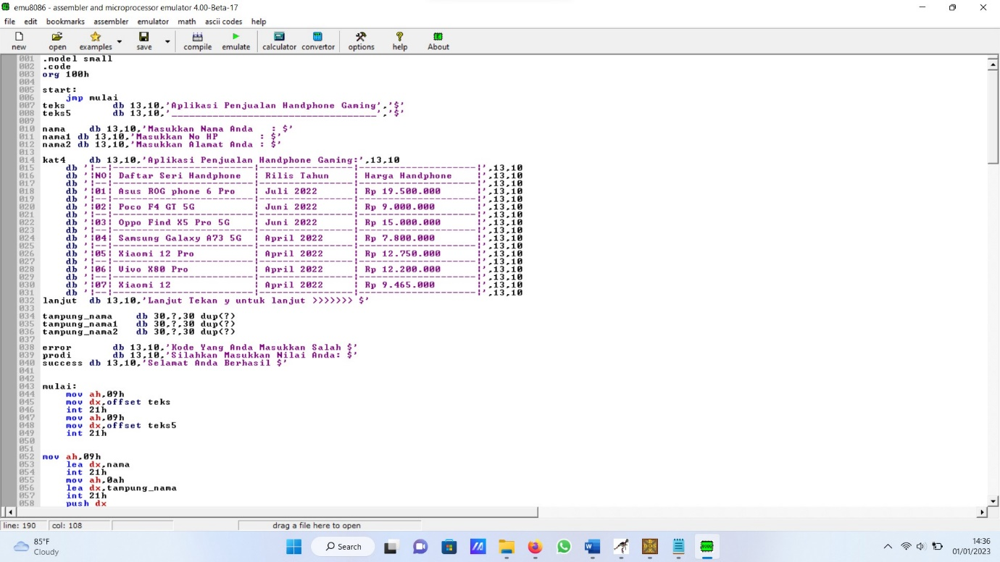 emu8086 - assembler and microprocessor emulator 4.00-Beta-17
file edit bookmarks assembler emulator math ascii codes help
new open examples save compile emulate calculator convertor options help About
001 .model small
002 .code
003 org 100h
004
005 start:
006 jmp mulai
007 teks db 13,10,'Aplikasi Penjualan Handphone Gaming','$'
008 teks5 db 13,10,'___________________________________','$'
009
010 nama db 13,10,'Masukkan Nama Anda : $'
011 nama1 db 13,10,'Masukkan No HP : $'
012 nama2 db 13,10,'Masukkan Alamat Anda : $'
013
014 kat4 db 13,10,'Aplikasi Penjualan Handphone Gaming:',13,10
015 db '|--|------------------------|----------------|--------------------|',13,10
016 db '|NO| Daftar Seri Handphone | Rilis Tahun | Harga Handphone |',13,10
017 db '|--|------------------------|----------------|--------------------|',13,10
018 db '|01| Asus ROG phone 6 Pro | Juli 2022 | Rp 19.500.000 |',13,10
019 db '|--|------------------------|----------------|--------------------|',13,10
020 db '|02| Poco F4 GT 5G | Juni 2022 | Rp 9.000.000 |',13,10
021 db '|--|------------------------|----------------|--------------------|',13,10
022 db '|03| Oppo Find X5 Pro 5G | Juni 2022 | Rp 15.000.000 |',13,10
023 db '|--|------------------------|----------------|--------------------|',13,10
024 db '|04| Samsung Galaxy A73 5G | April 2022 | Rp 7.800.000 |',13,10
025 db '|--|------------------------|----------------|--------------------|',13,10
026 db '|05| Xiaomi 12 Pro | April 2022 | Rp 12.750.000 |',13,10
027 db '|--|------------------------|----------------|--------------------|',13,10
028 db '|06| Vivo X80 Pro | April 2022 | Rp 12.200.000 |',13,10
029 db '|--|------------------------|----------------|--------------------|',13,10
030 db '|07| Xiaomi 12 | April 2022 | Rp 9.465.000 |',13,10
031 db '|--|------------------------|----------------|--------------------|',13,10
032 lanjut db 13,10,'Lanjut Tekan y untuk lanjut >>>>>>> $'
033
034 tampung_nama db 30,?,30 dup(?)
035 tampung_nama1 db 30,?,30 dup(?)
036 tampung_nama2 db 30,?,30 dup(?)
037
038 error db 13,10,'Kode Yang Anda Masukkan Salah $'
039 prodi db 13,10,'Silahkan Masukkan Nilai Anda: $'
040 success db 13,10,'Selamat Anda Berhasil $'
041
042
043 mulai:
044 mov ah,09h
045 mov dx,offset teks
046 int 21h
047 mov ah,09h
048 mov dx,offset teks5
049 int 21h
050
051
052 mov ah,09h
053 lea dx,nama
054 int 21h
055 mov ah,0ah
056 lea dx,tampung_nama
057 int 21h
058 push dx
line: 190 col: 108 drag a file here to open
85°F
Cloudy
Search
14:36
01/01/2023